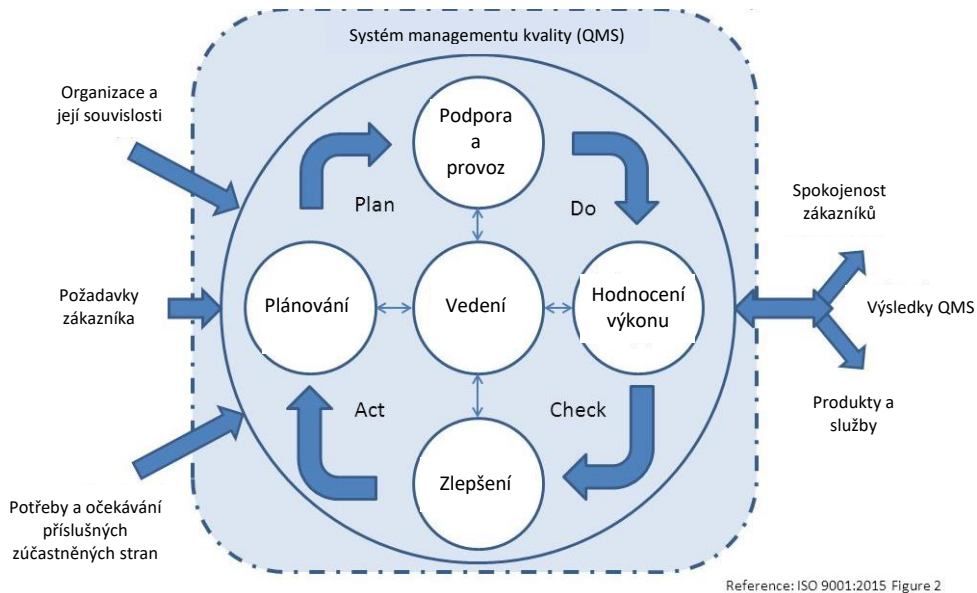 Systém managementu kvality (QMS)
Organizace a
její souvislosti
Podpora
a
provoz
Plan
Do
Spokojenost
zákazníků
Požadavky
zákazníka
Plánování
Vedení
Hodnocení
výkonu
Výsledky QMS
Act
Check
Produkty a
služby
Zlepšení
Potřeby a očekávání
příslušných
zúčastněných stran
Reference: ISO 9001:2015 Figure 2